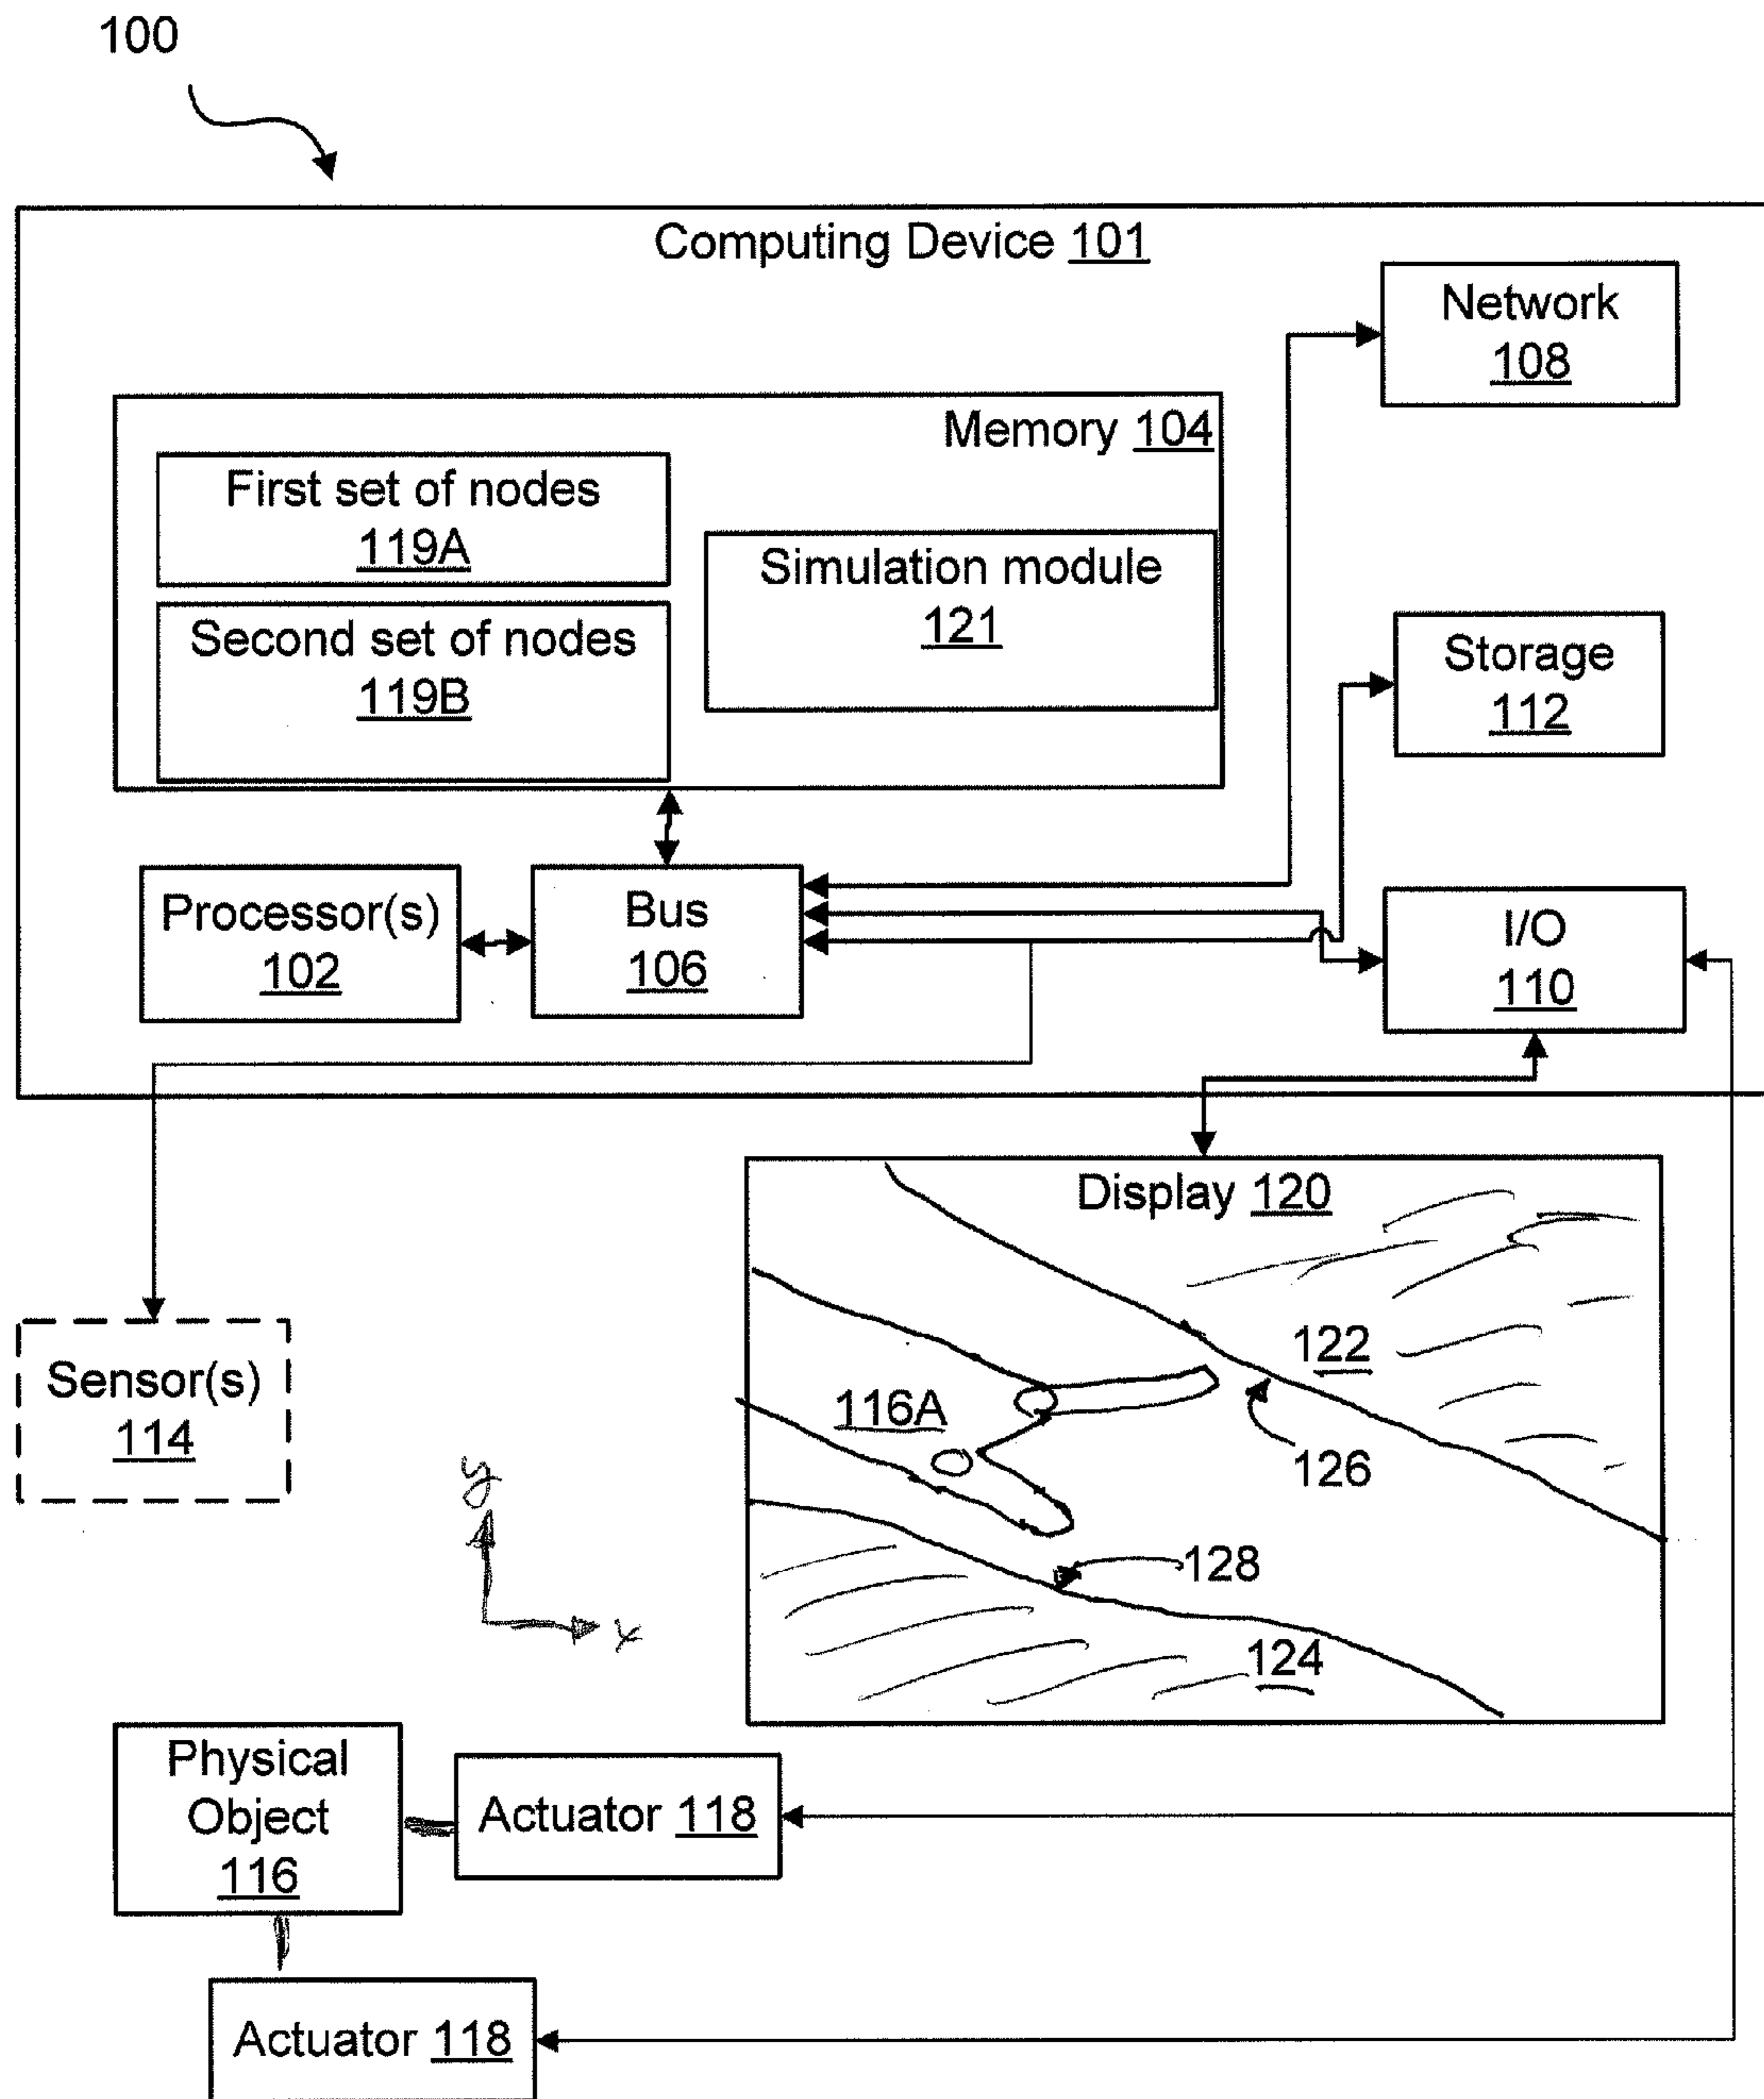 100
Computing Device 101
Network
108
Memory 104
First set of nodes
119A
Simulation module
121
Second set of nodes
119B
Storage
112
Processor(s)
102
Bus
106
I/O
110
Display 120
122
Sensor(s)
114
116A
126
y
128
x
124
Physical
Object
116
Actuator 118
Actuator 118